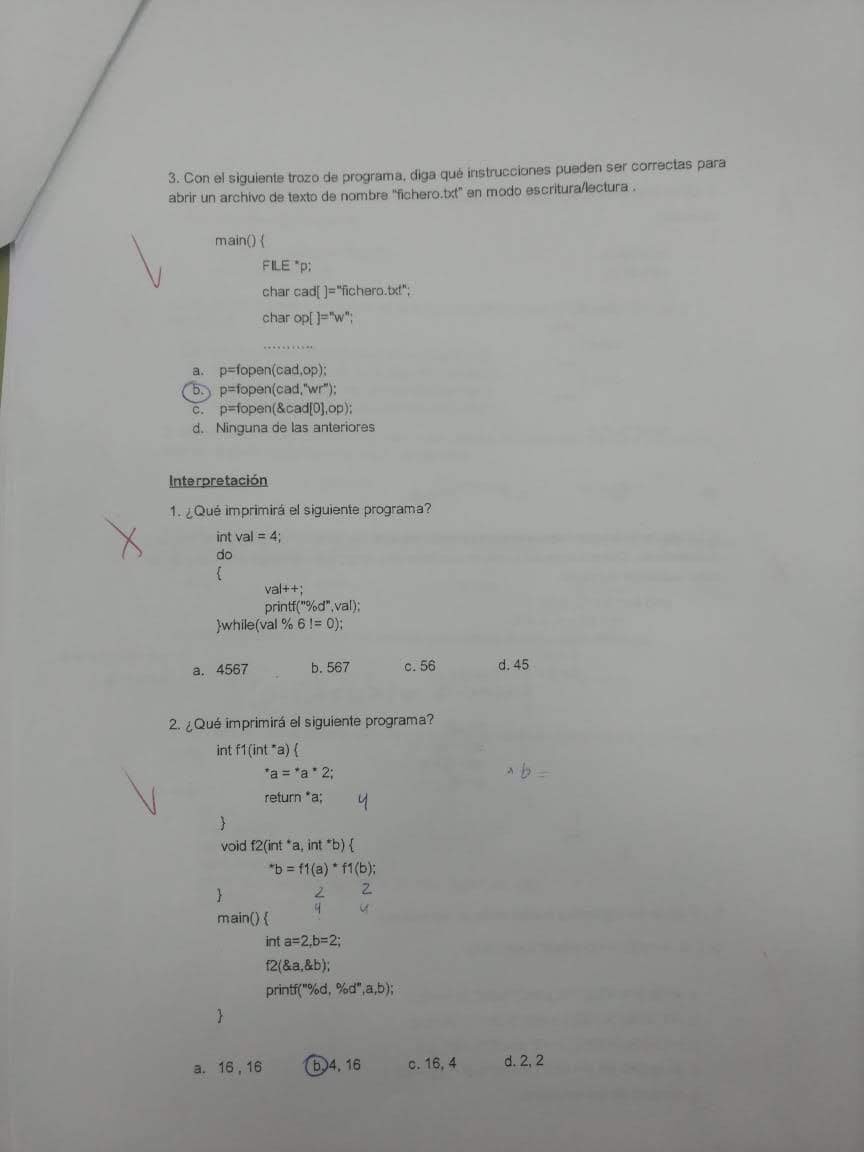 3. Con el siguiente trozo de programa, diga qué instrucciones pueden ser correctas para
abrir un archivo de texto de nombre "fichero.txt" en modo escritura/lectura .
main() {
FILE *p;
char cad[ ]="fichero.txt";
char op[ ]="w";
...........
a. p=fopen(cad,op);
b. p=fopen(cad,"wr");
c. p=fopen(&cad[0],op);
d. Ninguna de las anteriores
Interpretación
1. ¿Qué imprimirá el siguiente programa?
int val = 4;
do
{
val++;
printf("%d",val);
}while(val % 6 != 0);
a. 4567 b. 567 c. 56 d. 45
2. ¿Qué imprimirá el siguiente programa?
int f1(int *a) {
*a = *a * 2; * b =
return *a; 4
}
void f2(int *a, int *b) {
*b = f1(a) * f1(b);
} 2 2
4 4
main() {
int a=2,b=2;
f2(&a,&b);
printf("%d, %d",a,b);
}
a. 16 , 16 b. 4, 16 c. 16, 4 d. 2, 2